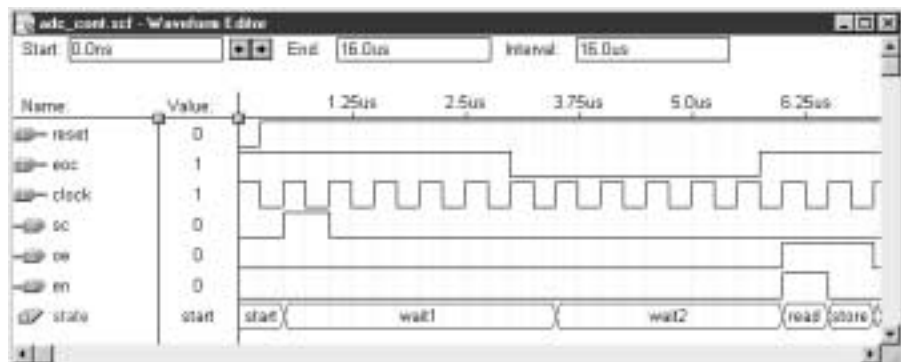 adc_cont.scf - Waveform Editor
Start: 0.0ns End: 16.0us Interval: 16.0us
Name: Value: 1.25us 2.5us 3.75us 5.0us 6.25us
reset 0
eoc 1
clock 1
sc 0
oe 0
en 0
state start start wait1 wait2 read store